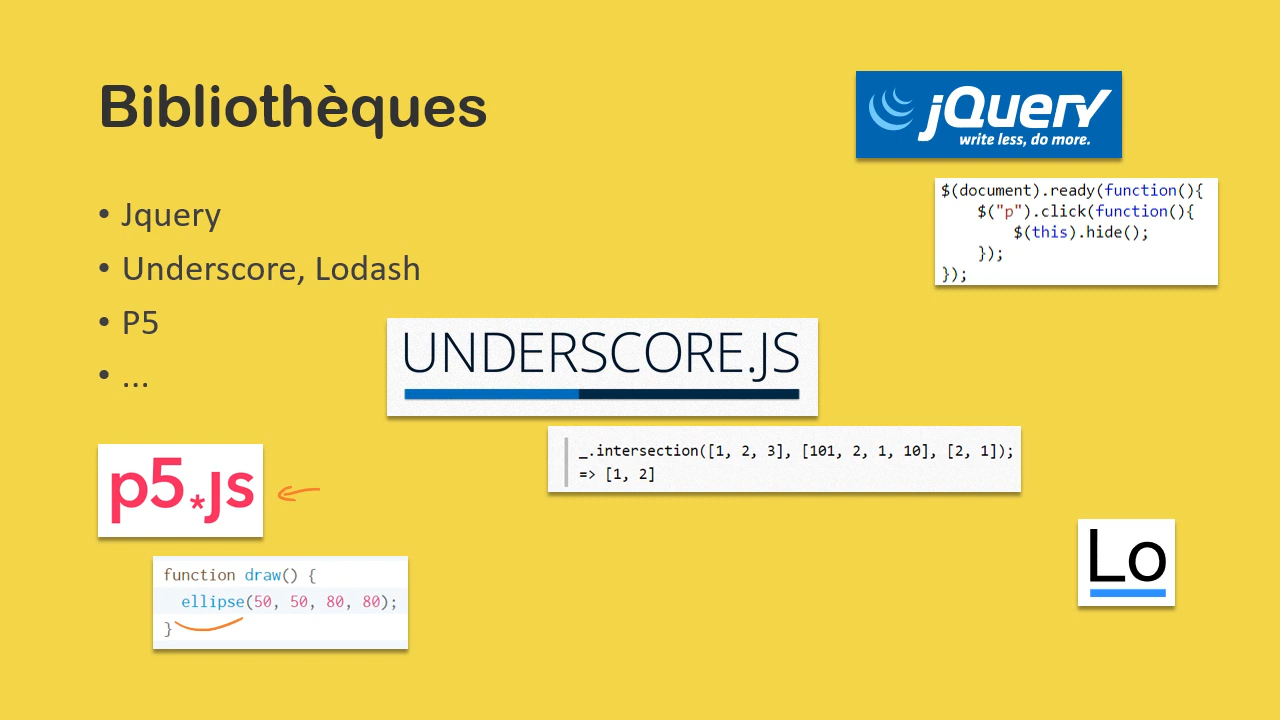 Bibliothèques
• Jquery
• Underscore, Lodash
• P5
• ...
jQuery
write less, do more.
$(document).ready(function(){
$("p").click(function(){
$(this).hide();
});
});
UNDERSCORE.JS
_.intersection([1, 2, 3], [101, 2, 1, 10], [2, 1]);
=> [1, 2]
p5*js
function draw() {
ellipse(50, 50, 80, 80);
}
Lo